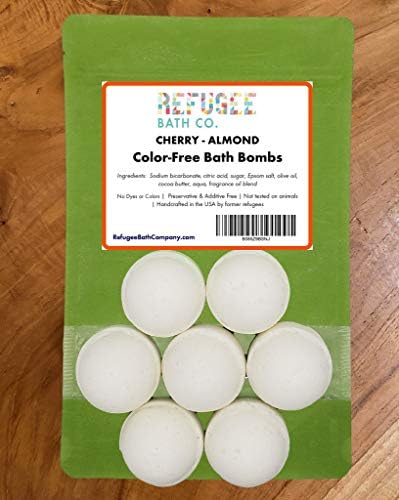 REFUGEE
BATH CO.
CHERRY - ALMOND
Color-Free Bath Bombs
Ingredients: Sodium bicarbonate, citric acid, sugar, Epsom salt, olive oil,
cocoa butter, aqua, fragrance oil blend
No Dyes or Colors | Preservative & Additive Free | Not tested on animals
| Handcrafted in the USA by former refugees
RefugeeBathCompany.com